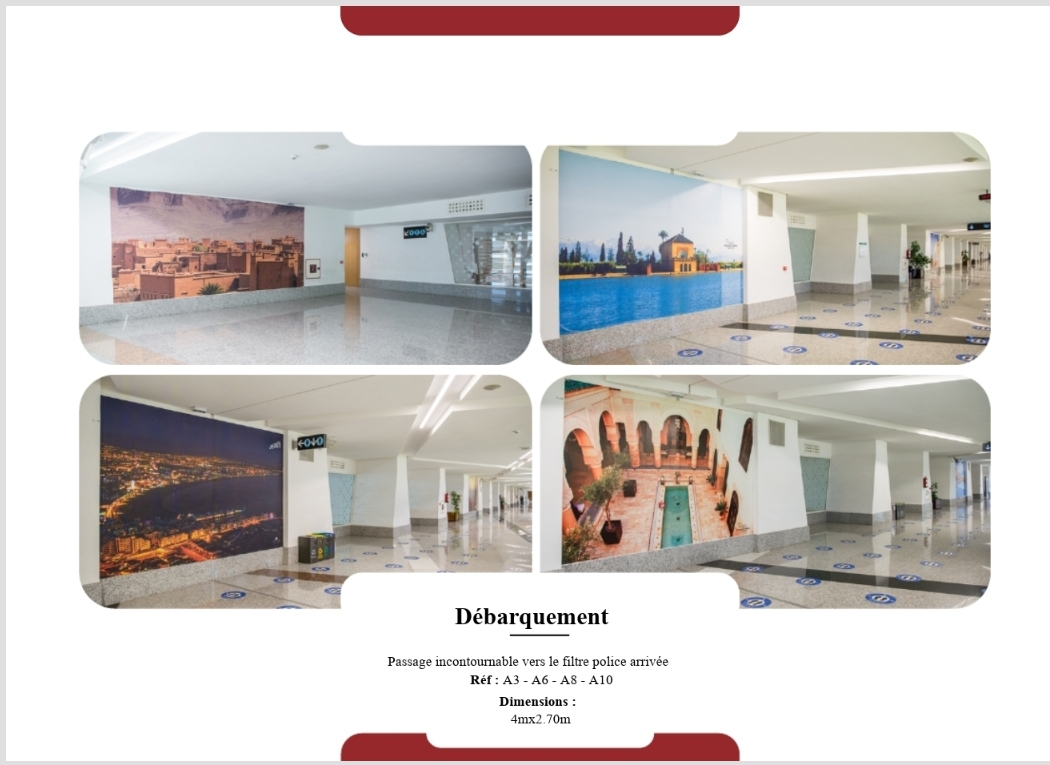 Débarquement
Passage incontournable vers le filtre police arrivée
Réf : A3 - A6 - A8 - A10
Dimensions :
4mx2.70m